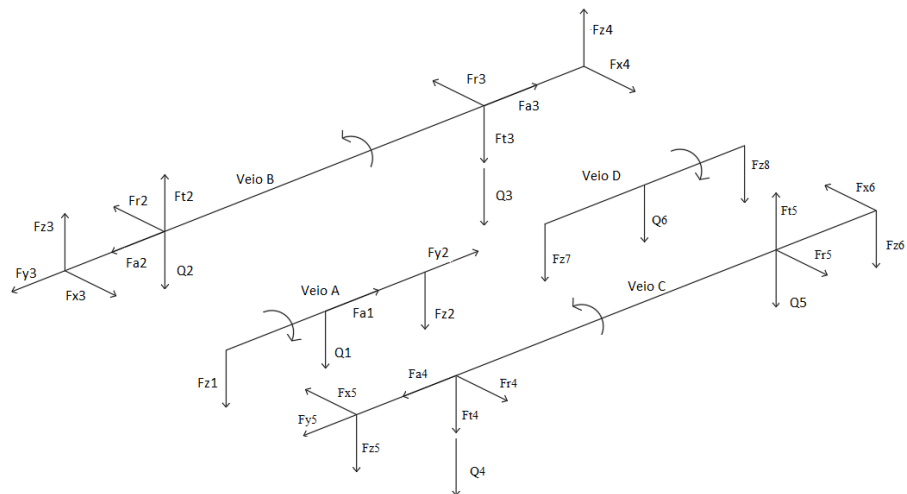 Fz4
Fr3
Fx4
Fa3
Ft3
Veio B
Veio D
Fz8
Q3
Ft2
Fr2
Fz3
Fa2
Fy3
Q2
Fx3
Fy2
Q6
Fz7
Ft5
Fx6
Fz6
Fr5
Veio A
Fa1
Fz2
Veio C
Q5
Q1
Fz1
Fa4
Fr4
Fx5
Fy5
Ft4
Fz5
Q4